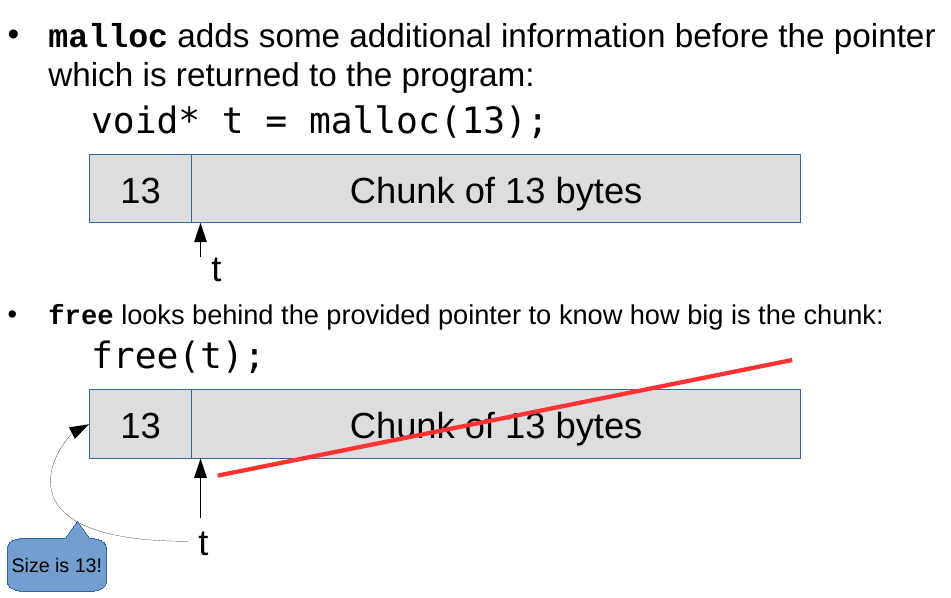 • malloc adds some additional information before the pointer
which is returned to the program:
void* t = malloc(13);
13 Chunk of 13 bytes
t
• free looks behind the provided pointer to know how big is the chunk:
free(t);
13 Chunk of 13 bytes
t
Size is 13!